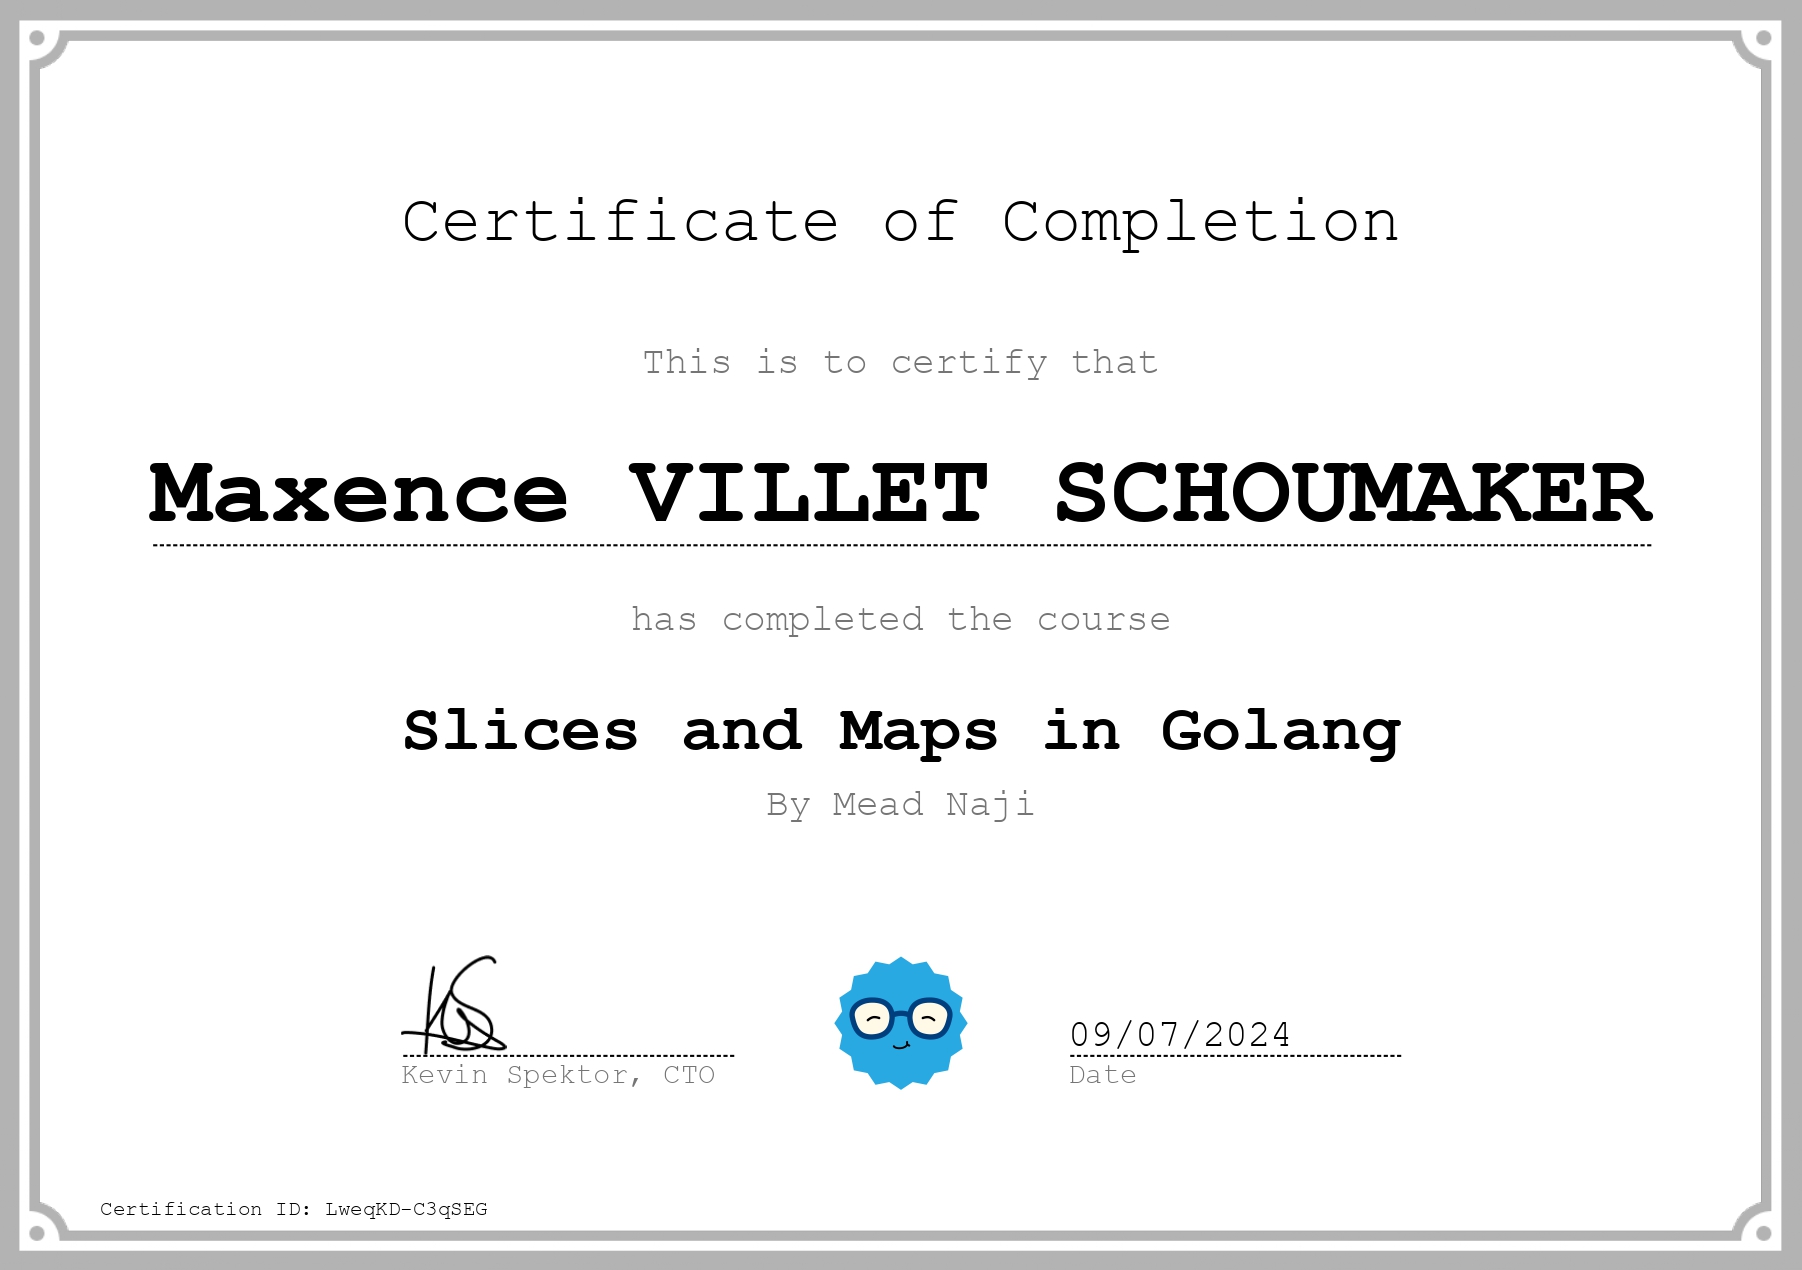 Certificate of Completion
This is to certify that
Maxence VILLET SCHOUMAKER
has completed the course
Slices and Maps in Golang
By Mead Naji
09/07/2024
Kevin Spektor, CTO
Date
Certification ID: LweqKD-C3qSEG